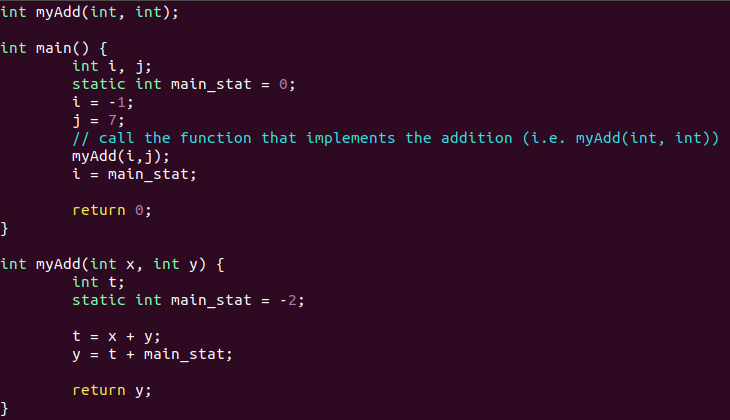 int myAdd(int, int);

int main() {
        int i, j;
        static int main_stat = 0;
        i = -1;
        j = 7;
        // call the function that implements the addition (i.e. myAdd(int, int))
        myAdd(i,j);
        i = main_stat;

        return 0;
}

int myAdd(int x, int y) {
        int t;
        static int main_stat = -2;

        t = x + y;
        y = t + main_stat;

        return y;
}